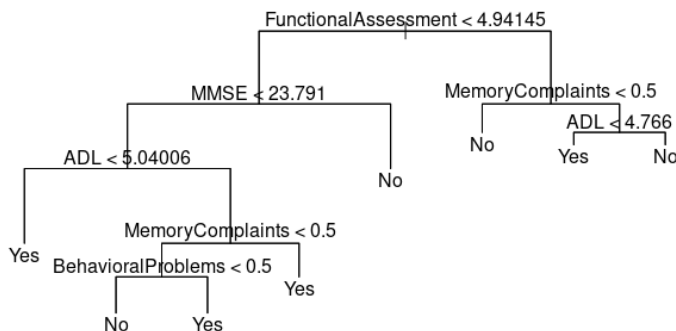 FunctionalAssessment < 4.94145
MMSE < 23.791
MemoryComplaints < 0.5
ADL < 4.766
No
Yes
No
ADL < 5.04006
No
MemoryComplaints < 0.5
Yes
BehavioralProblems < 0.5
Yes
No
Yes